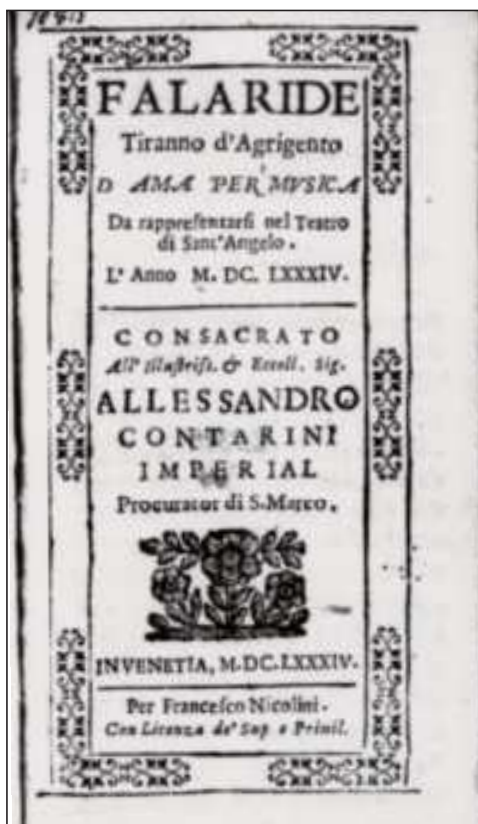 FALARIDE
Tiranno d'Agrigento
D AMA PER MVSICA
Da rappresentarsi nel Teatro
di Sant'Angelo.
L'Anno M. DC. LXXXIV.
CONSACRATO
All' Illustriss. & Eccell. Sig.
ALLESSANDRO
CONTARINI
IMPERIAL
Procurator di S. Marco.
IN VENETIA, M.DC.LXXXIV.
Per Francesco Nicolini.
Con Licenza de' Sup. e Privil.